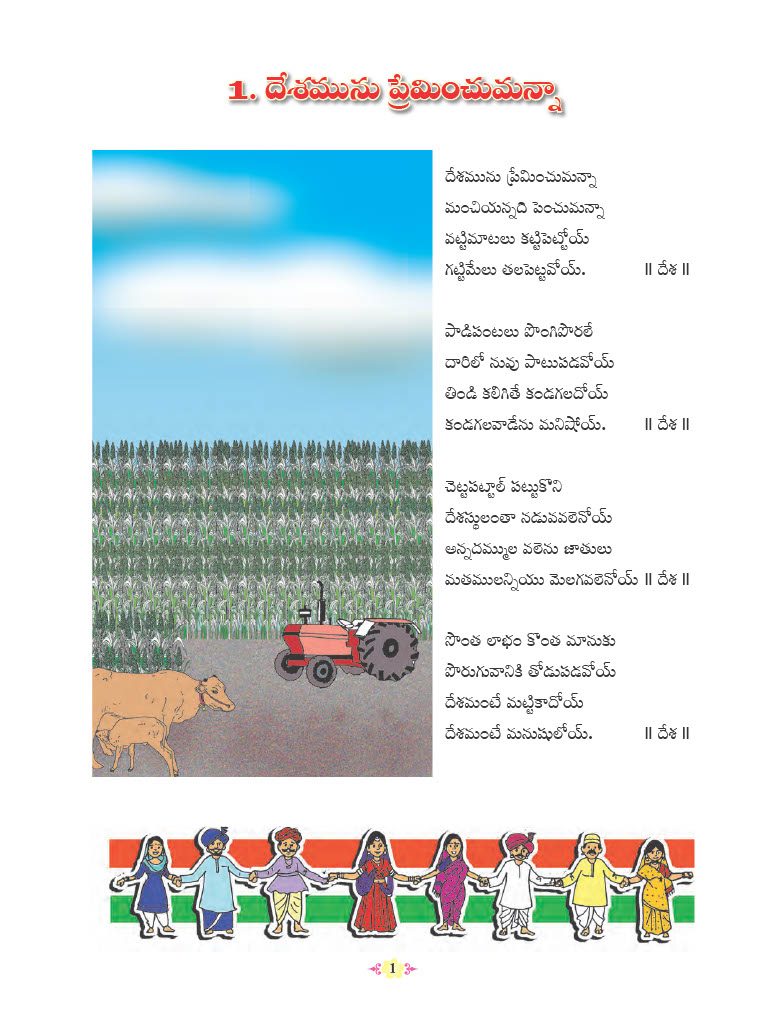 1. దేశమును ప్రేమించుమన్నా
దేశమును ప్రేమించుమన్నా
మంచియన్నది పెంచుమన్నా
వట్టిమాటలు కట్టిపెట్టోయ్
గట్టిమేలు తలపెట్టవోయ్. ॥ దేశ ॥
పాడిపంటలు పొంగిపొరలే
దారిలో నువు పాటుపడవోయ్
తిండి కలిగితే కండగలదోయ్
కండగలవాడేను మనిషోయ్. ॥ దేశ ॥
చెట్టపట్టాల్ పట్టుకొని
దేశస్థులంతా నడువవలెనోయ్
అన్నదమ్ముల వలెను జాతులు
మతములన్నియు మెలగవలెనోయ్ ॥ దేశ ॥
సొంత లాభం కొంత మానుకు
పొరుగువానికి తోడుపడవోయ్
దేశమంటే మట్టికాదోయ్
దేశమంటే మనుషులోయ్. ॥ దేశ ॥
1